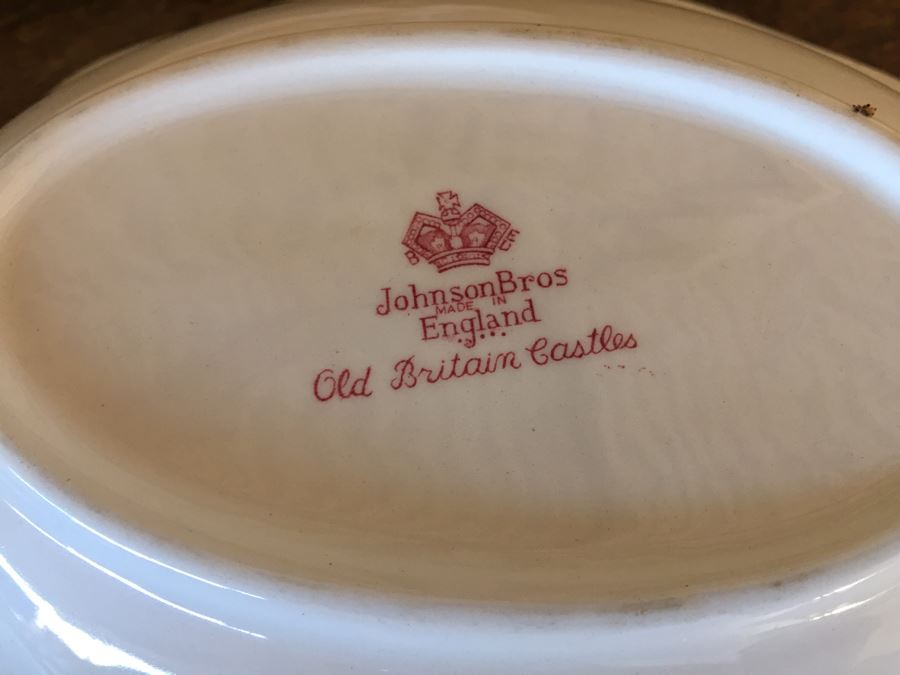 JohnsonBros
MADE IN
England
Old Britain Castles